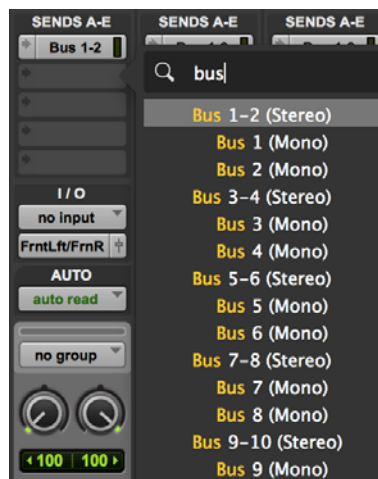 SENDS A-E SENDS A-E SENDS A-E
Bus 1-2
bus
Bus 1-2 (Stereo)
Bus 1 (Mono)
Bus 2 (Mono)
Bus 3-4 (Stereo)
Bus 3 (Mono)
Bus 4 (Mono)
Bus 5-6 (Stereo)
Bus 5 (Mono)
Bus 6 (Mono)
Bus 7-8 (Stereo)
Bus 7 (Mono)
Bus 8 (Mono)
Bus 9-10 (Stereo)
Bus 9 (Mono)
I/O
no input
FrntLft/FrnR
AUTO
auto read
no group
100 100